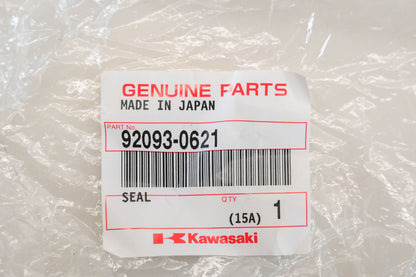 GENUINE PARTS
MADE IN JAPAN
PART No.
92093-0621
SEAL
QTY
(15A) 1
Kawasaki